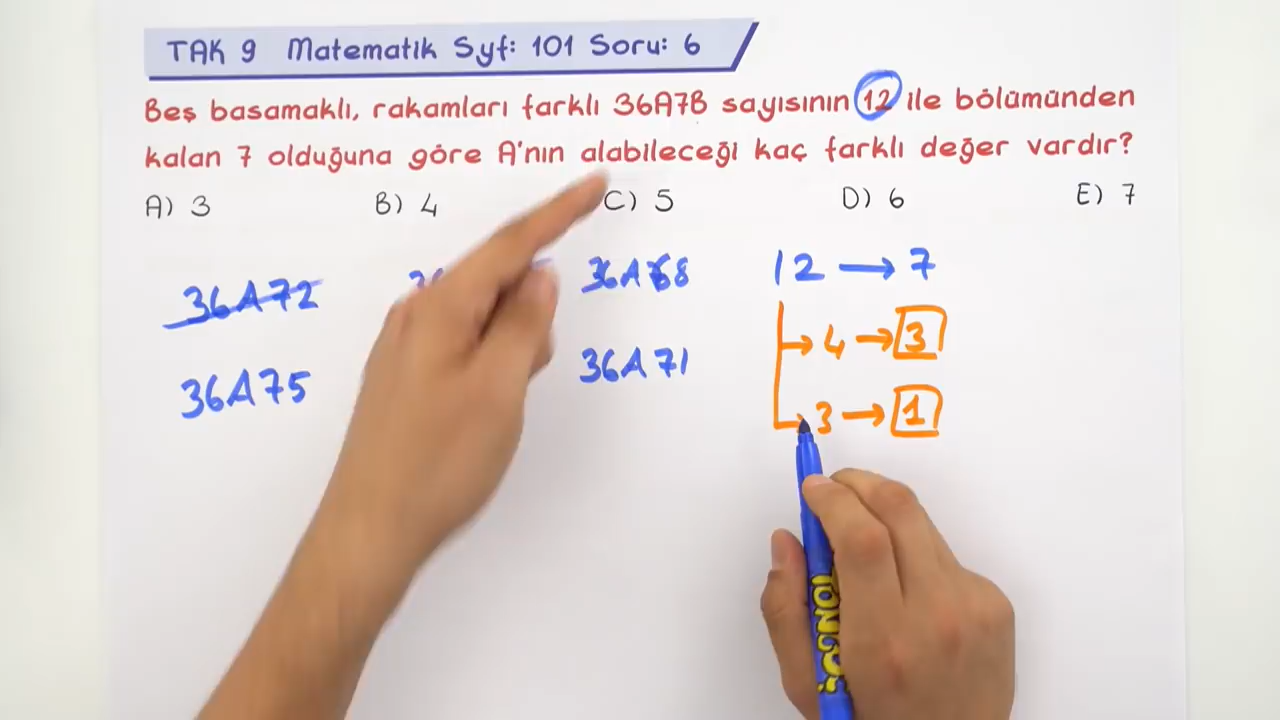 TAK 9 Matematik Syf: 101 Soru: 6
Beş basamaklı, rakamları farklı 36A7B sayısının 12 ile bölümünden
kalan 7 olduğuna göre A'nın alabileceği kaç farklı değer vardır?
A) 3 B) 4 C) 5 D) 6 E) 7
36A72 36A68 12 → 7
4 → 3
36A75 36A71
3 → 1